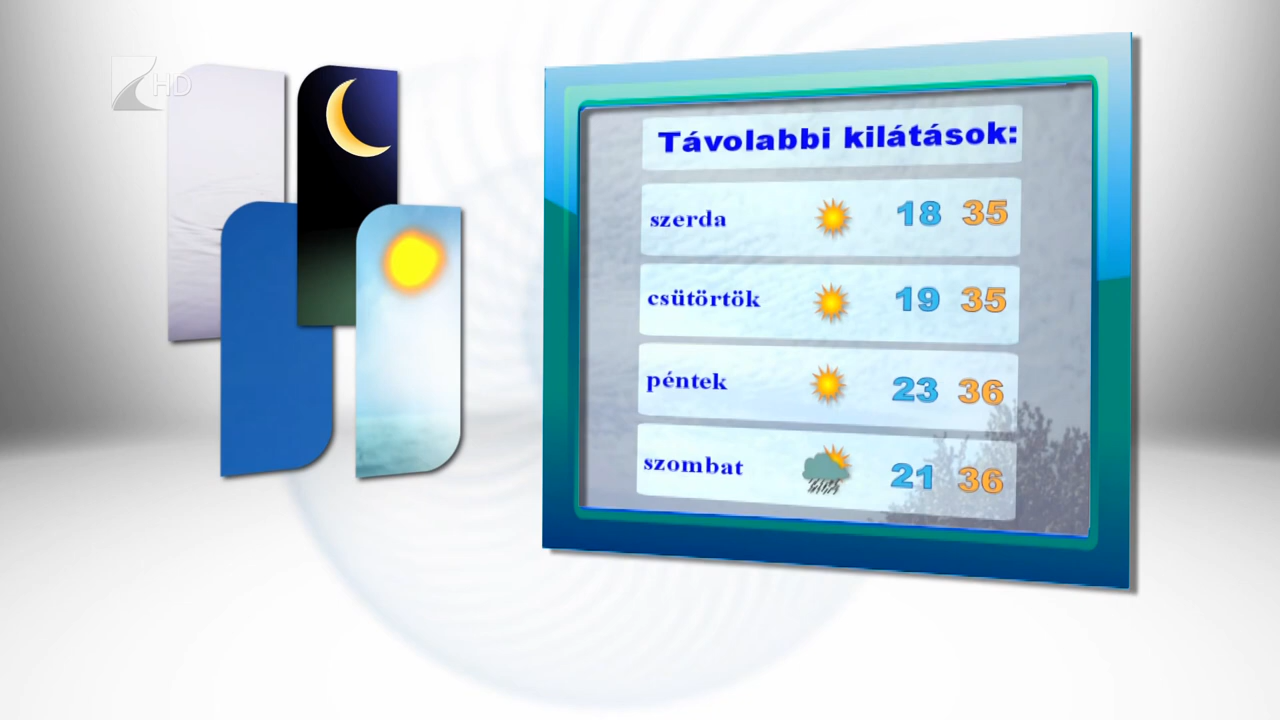 HD
Távolabbi kilátások:
szerda 18 35
csütörtök 19 35
péntek 23 36
szombat 21 36